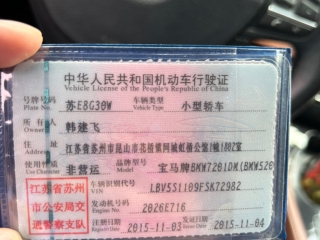 中华人民共和国机动车行驶证
Vehicle License of the People's Republic of China
号牌号码 苏E8G30W 车辆类型 小型轿车
Plate No. Vehicle Type
所有人 韩建飞
Owner
住址 江苏省苏州市昆山市花桥镇同城虹桥公馆1幢1802室
Address
使用性质 非营运 品牌型号 宝马牌BMW7201DK(BMW520
Use Character Model
江苏省苏州 车辆识别代号 LBV5S1109FSK72982
市公安局交 VIN
通警察支队 发动机号码 2026E716
Engine No.
注册日期 2015-11-03 发证日期 2015-11-04
Register Date Issue Date